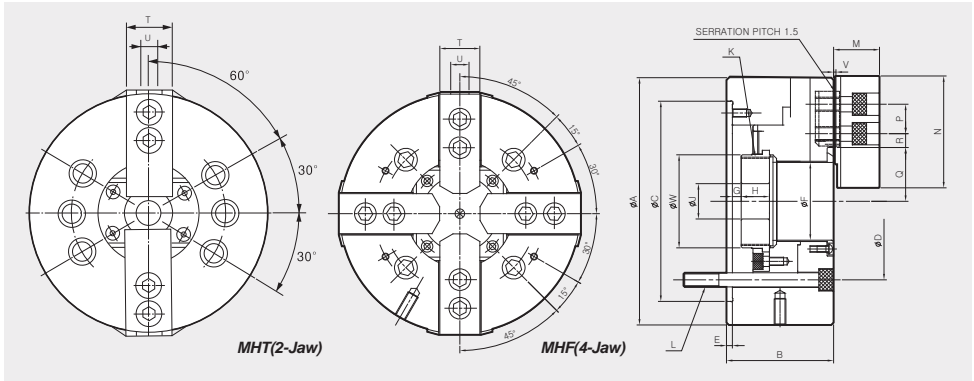 T
U
60°
30°
30°
MHT(2-Jaw)
T
U
45°
15°
30°
30°
15°
45°
MHF(4-Jaw)
SERRATION PITCH 1.5
K
M
V
N
P
R
Q
øA
øC
øW
G
H
øJ
øF
øD
E
L
B